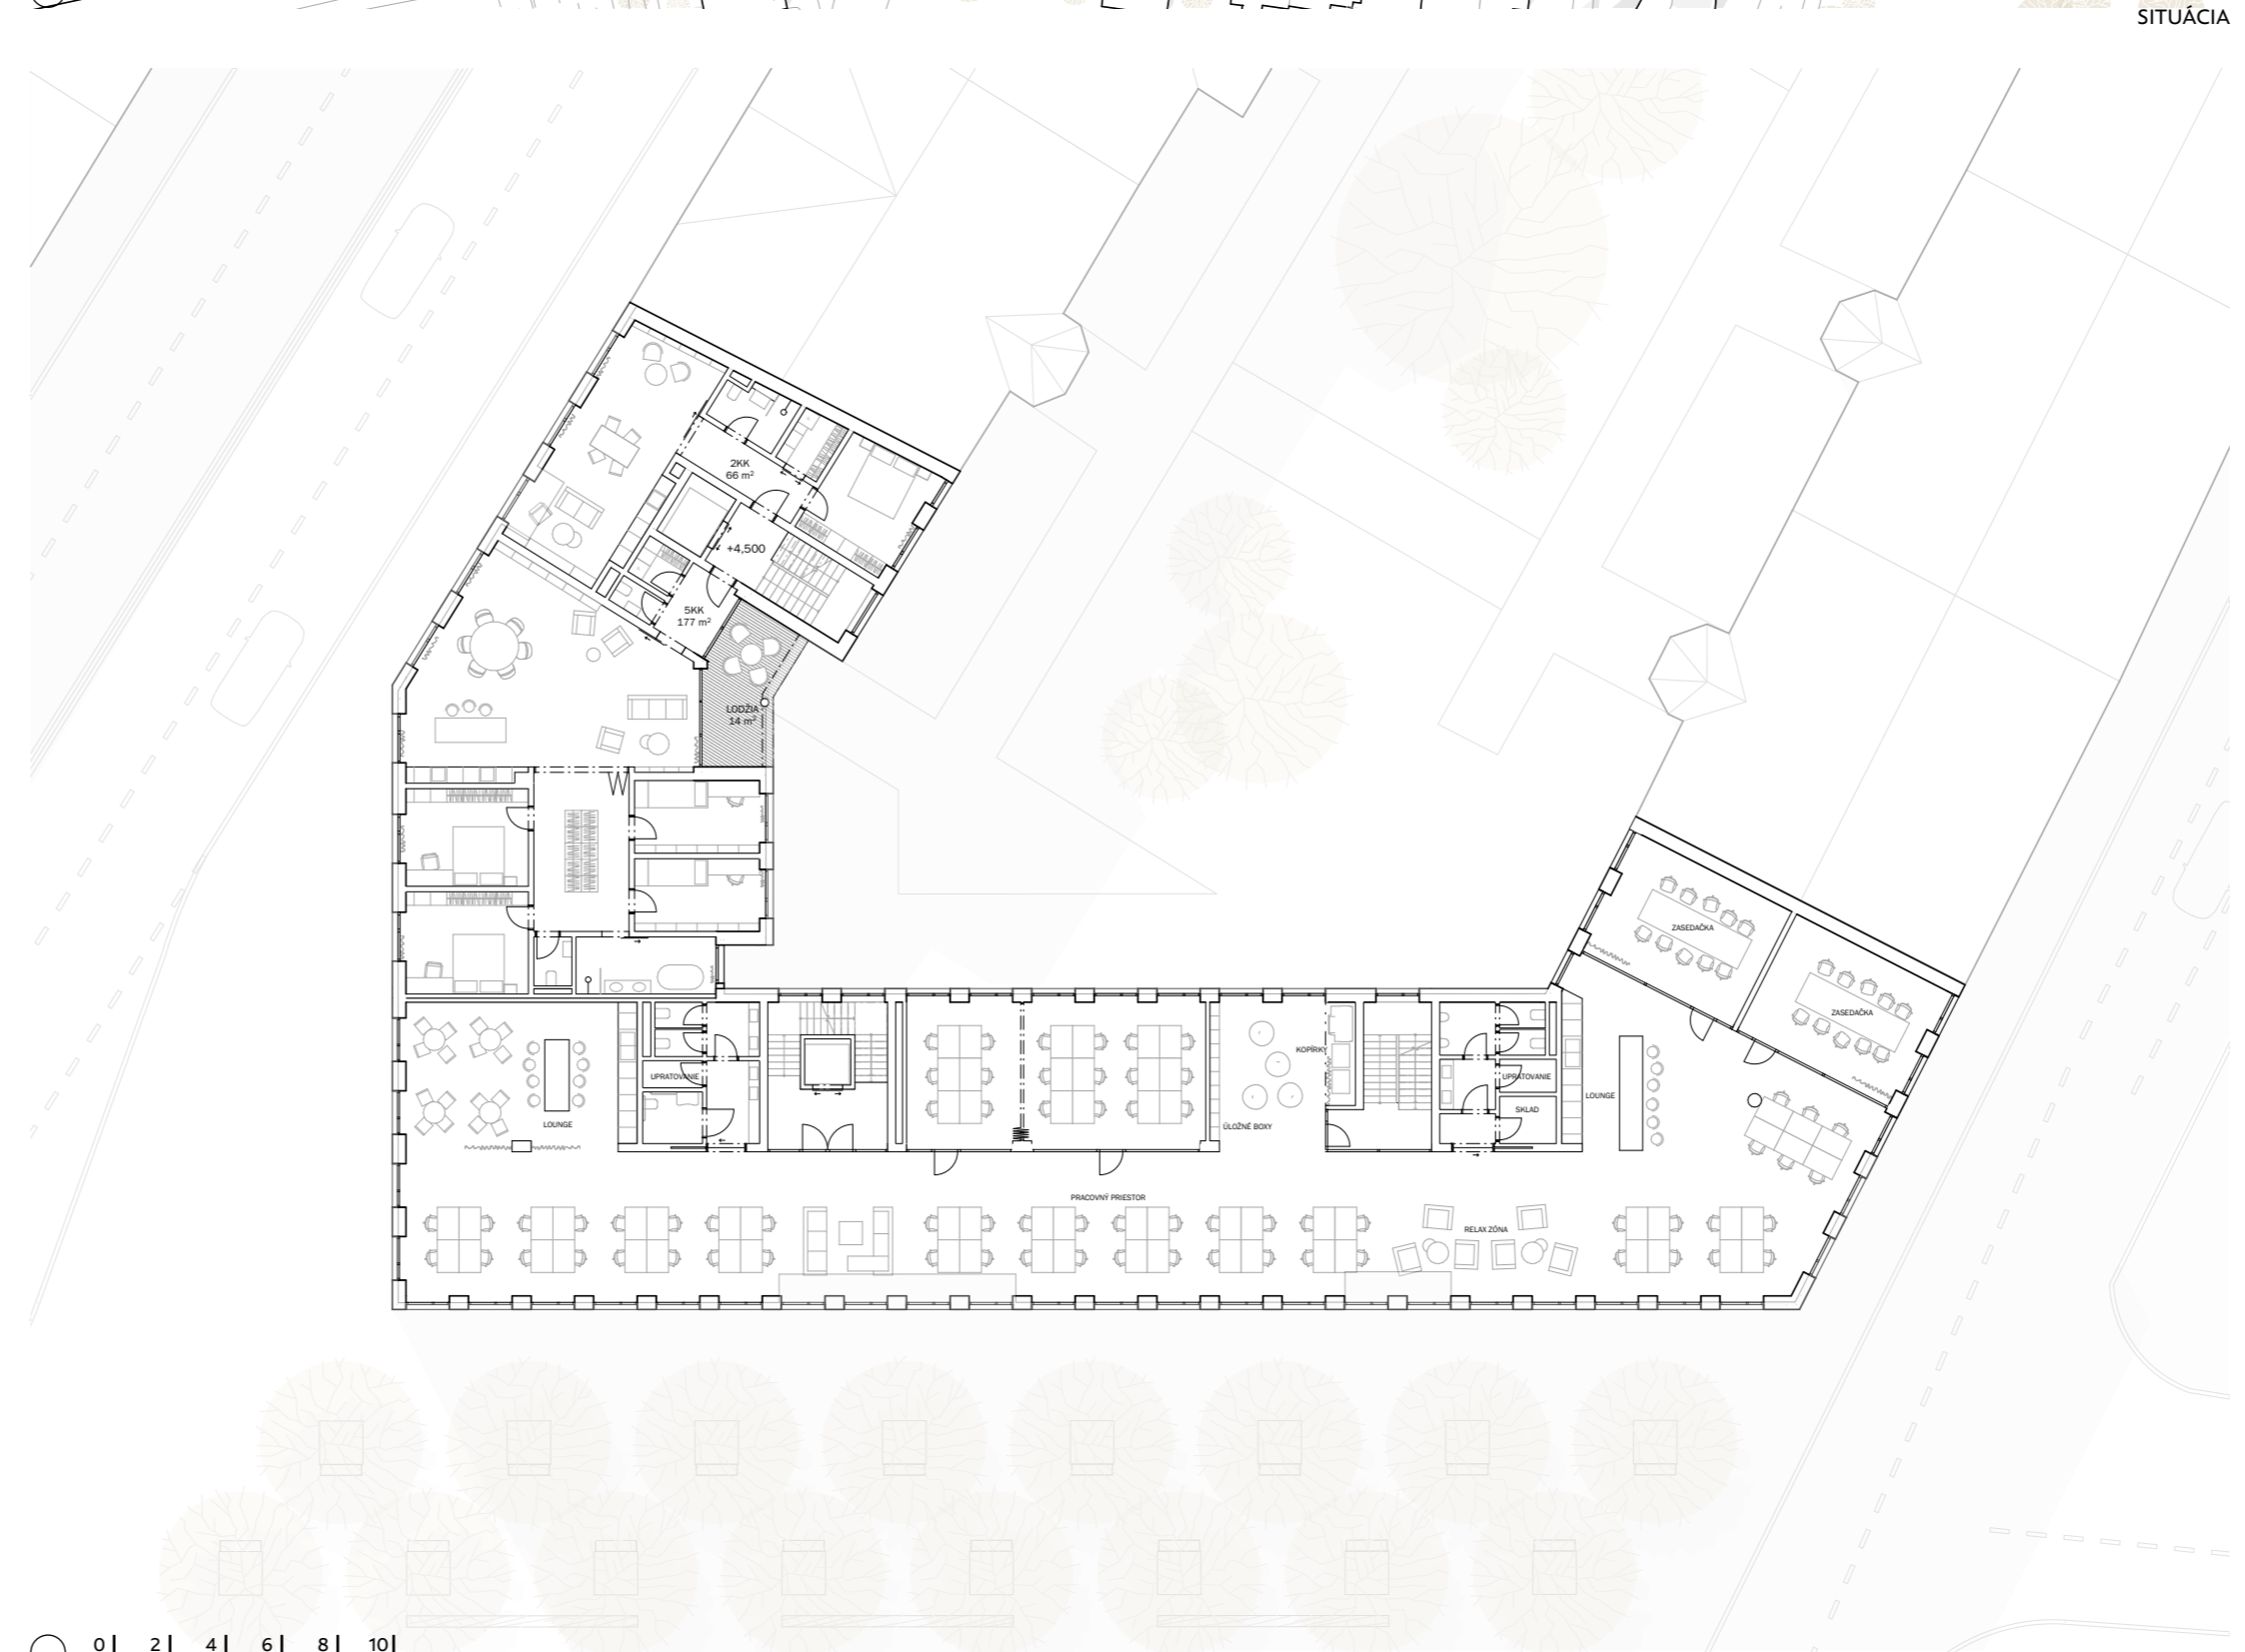 SITUÁCIA
2KK
66 m²
+4,500
5KK
177 m²
LODŽIA
14 m²
ZASEDAČKA
ZASEDAČKA
KOPÍRKY
UPRATOVANIE
UPRATOVANIE
LOUNGE
SKLAD
LOUNGE
ÚLOŽNÉ BOXY
PRACOVNÝ PRIESTOR
RELAX ZÓNA
0 2 4 6 8 10